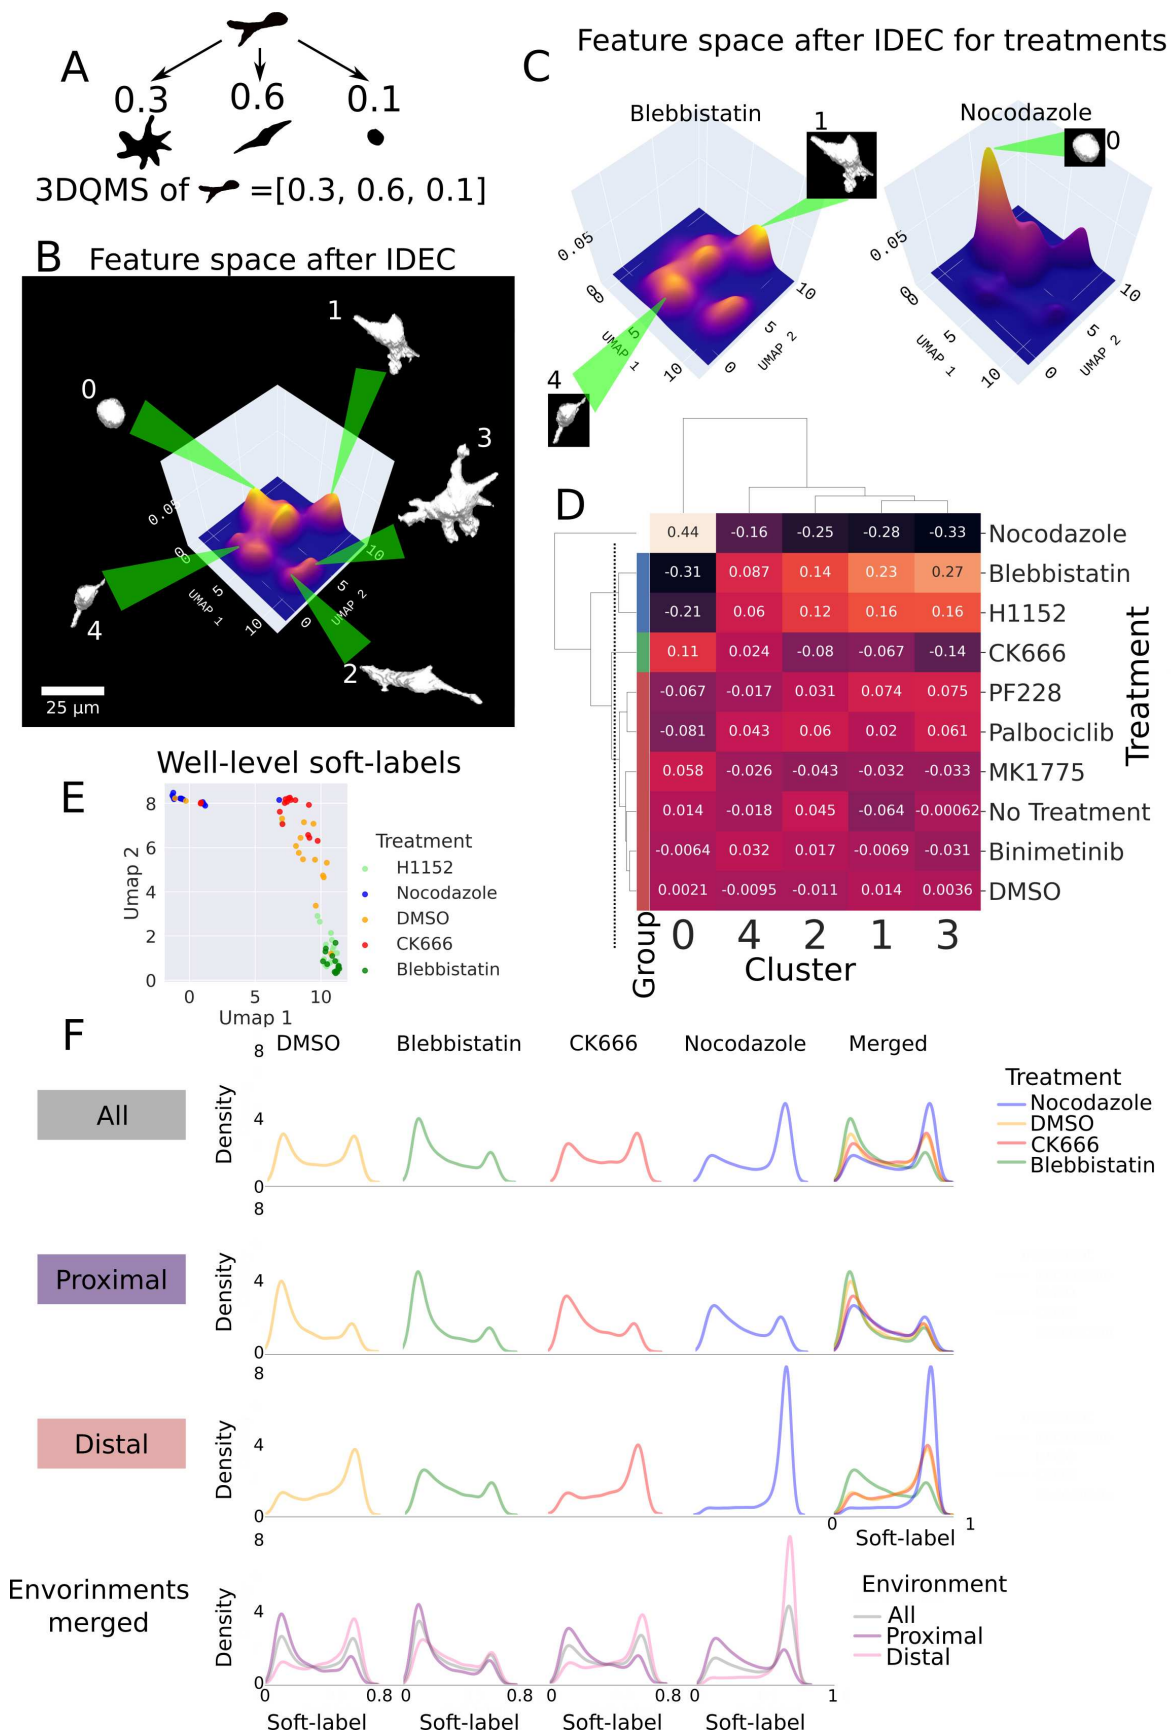 A
0.3 0.6 0.1
3DQMS of =[0.3, 0.6, 0.1]
B Feature space after IDEC
1
0
3
4
2
0.05
0 0
5
UMAP 1
10
0
UMAP 2
5
10
25 μm
C
Feature space after IDEC for treatments
Blebbistatin
1
0.05
0 0
5
UMAP 1
10
0
UMAP 2
5
10
4
Nocodazole
0
0.05
0 0
5
UMAP 1
10
0
UMAP 2
5
10
D
0.44 -0.16 -0.25 -0.28 -0.33 Nocodazole
-0.31 0.087 0.14 0.23 0.27 Blebbistatin
-0.21 0.06 0.12 0.16 0.16 H1152
0.11 0.024 -0.08 -0.067 -0.14 CK666
-0.067 -0.017 0.031 0.074 0.075 PF228
-0.081 0.043 0.06 0.02 0.061 Palbociclib
0.058 -0.026 -0.043 -0.032 -0.033 MK1775
0.014 -0.018 0.045 -0.064 -0.00062 No Treatment
-0.0064 0.032 0.017 -0.0069 -0.031 Binimetinib
0.0021 -0.0095 -0.011 0.014 0.0036 DMSO
Treatment
Group
0 4 2 1 3
Cluster
E
Well-level soft-labels
8
6
4
2
0
Umap 2
0 5 10
Umap 1
Treatment
H1152
Nocodazole
DMSO
CK666
Blebbistatin
F
DMSO Blebbistatin CK666 Nocodazole Merged
All
Density
8
4
0
Treatment
Nocodazole
DMSO
CK666
Blebbistatin
Proximal
Density
8
4
0
Distal
Density
8
4
0
0 1
Soft-label
Envorinments
merged
Density
8
4
0
0 0.8 0 0.8 0 0.8 0 1
Soft-label Soft-label Soft-label Soft-label
Environment
All
Proximal
Distal